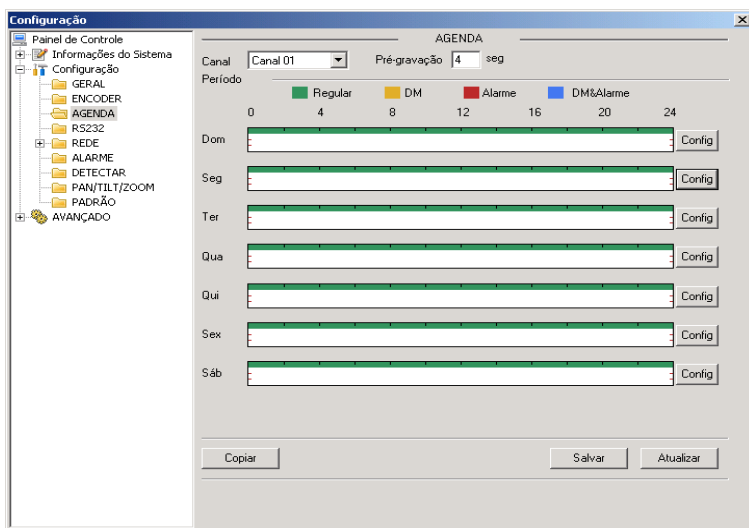 Configuração
Painel de Controle
Informações do Sistema
Configuração
GERAL
ENCODER
AGENDA
RS232
REDE
ALARME
DETECTAR
PAN/TILT/ZOOM
PADRÃO
AVANÇADO
AGENDA
Canal Canal 01 Pré-gravação 4 seg
Período
Regular DM Alarme DM&Alarme
0 4 8 12 16 20 24
Dom Config
Seg Config
Ter Config
Qua Config
Qui Config
Sex Config
Sáb Config
Copiar Salvar Atualizar